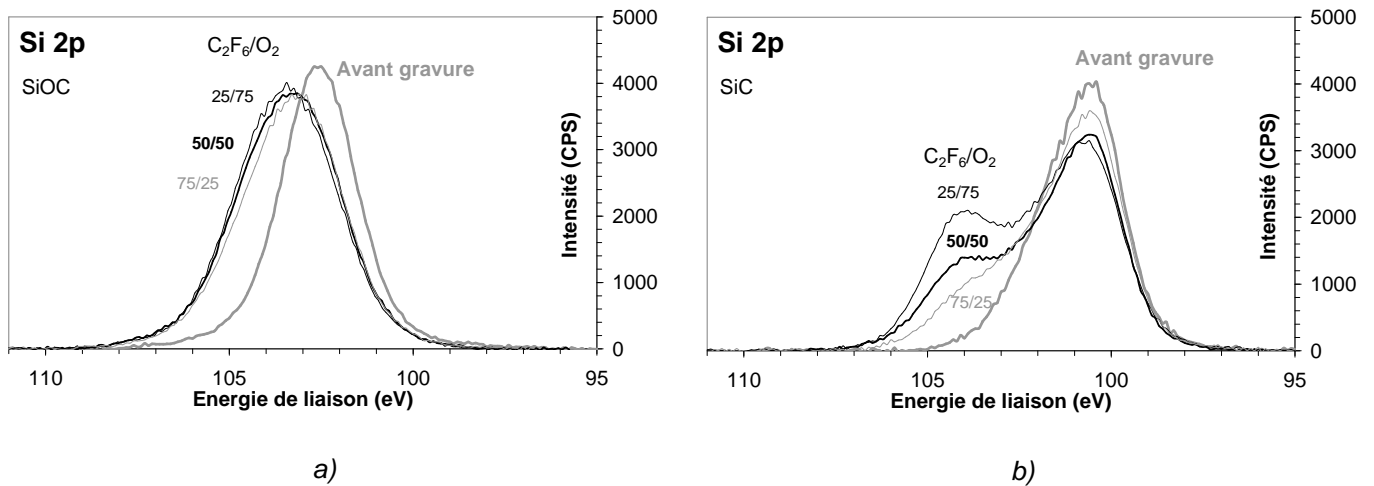 Si 2p
SiOC
C2F6/O2
Avant gravure
25/75
50/50
75/25
5000
4000
3000
2000
1000
0
Intensité (CPS)
110
105
100
95
Energie de liaison (eV)
a)
Si 2p
SiC
Avant gravure
C2F6/O2
25/75
50/50
75/25
5000
4000
3000
2000
1000
0
Intensité (CPS)
110
105
100
95
Energie de liaison (eV)
b)